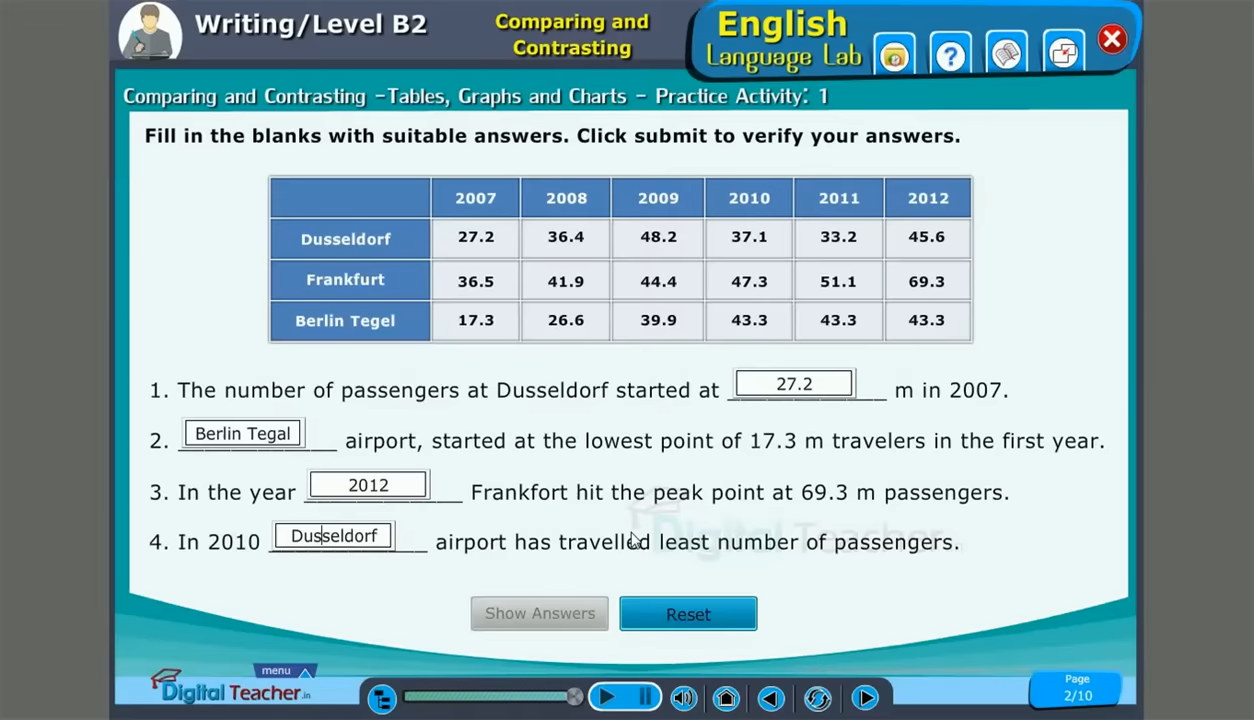 Writing/Level B2
Comparing and
Contrasting
English
Language Lab
Comparing and Contrasting -Tables, Graphs and Charts - Practice Activity: 1
Fill in the blanks with suitable answers. Click submit to verify your answers.
2007 2008 2009 2010 2011 2012
Dusseldorf 27.2 36.4 48.2 37.1 33.2 45.6
Frankfurt 36.5 41.9 44.4 47.3 51.1 69.3
Berlin Tegel 17.3 26.6 39.9 43.3 43.3 43.3
1. The number of passengers at Dusseldorf started at 27.2 m in 2007.
2. Berlin Tegal airport, started at the lowest point of 17.3 m travelers in the first year.
3. In the year 2012 Frankfort hit the peak point at 69.3 m passengers.
4. In 2010 Dusseldorf airport has travelled least number of passengers.
Digital Teacher.in
Show Answers Reset
menu
Digital Teacher.in
Page
2/10